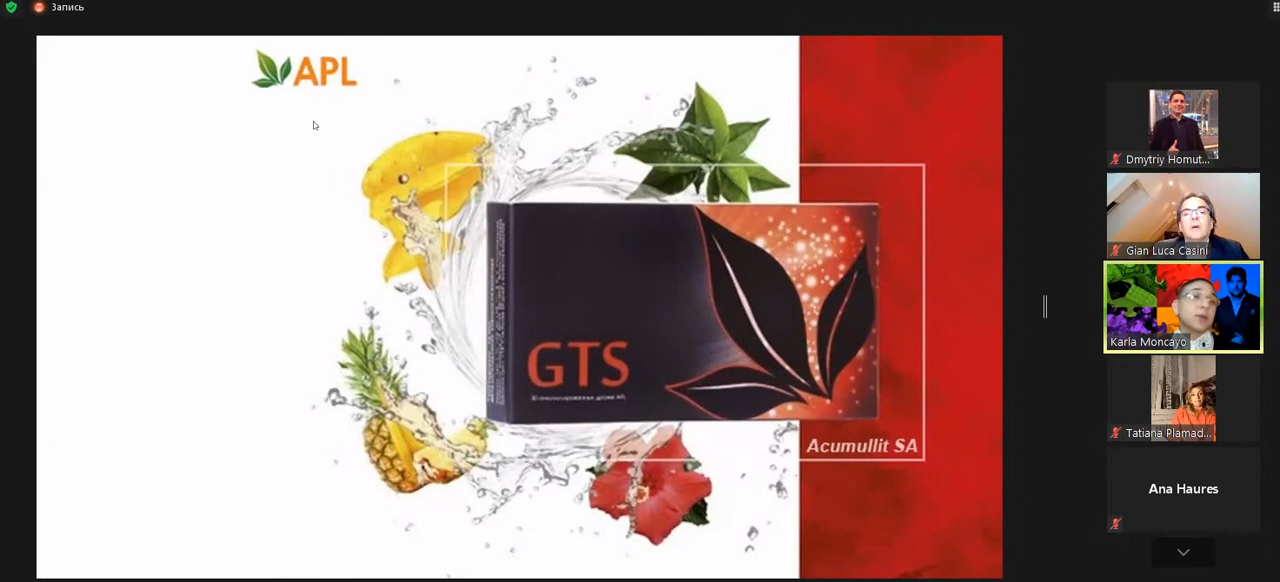 Запись
APL
GTS
Acumullit SA
Dmytriy Homut...
Gian Luca Casini
Karla Moncayo
Tatiana Plamad...
Ana Haures